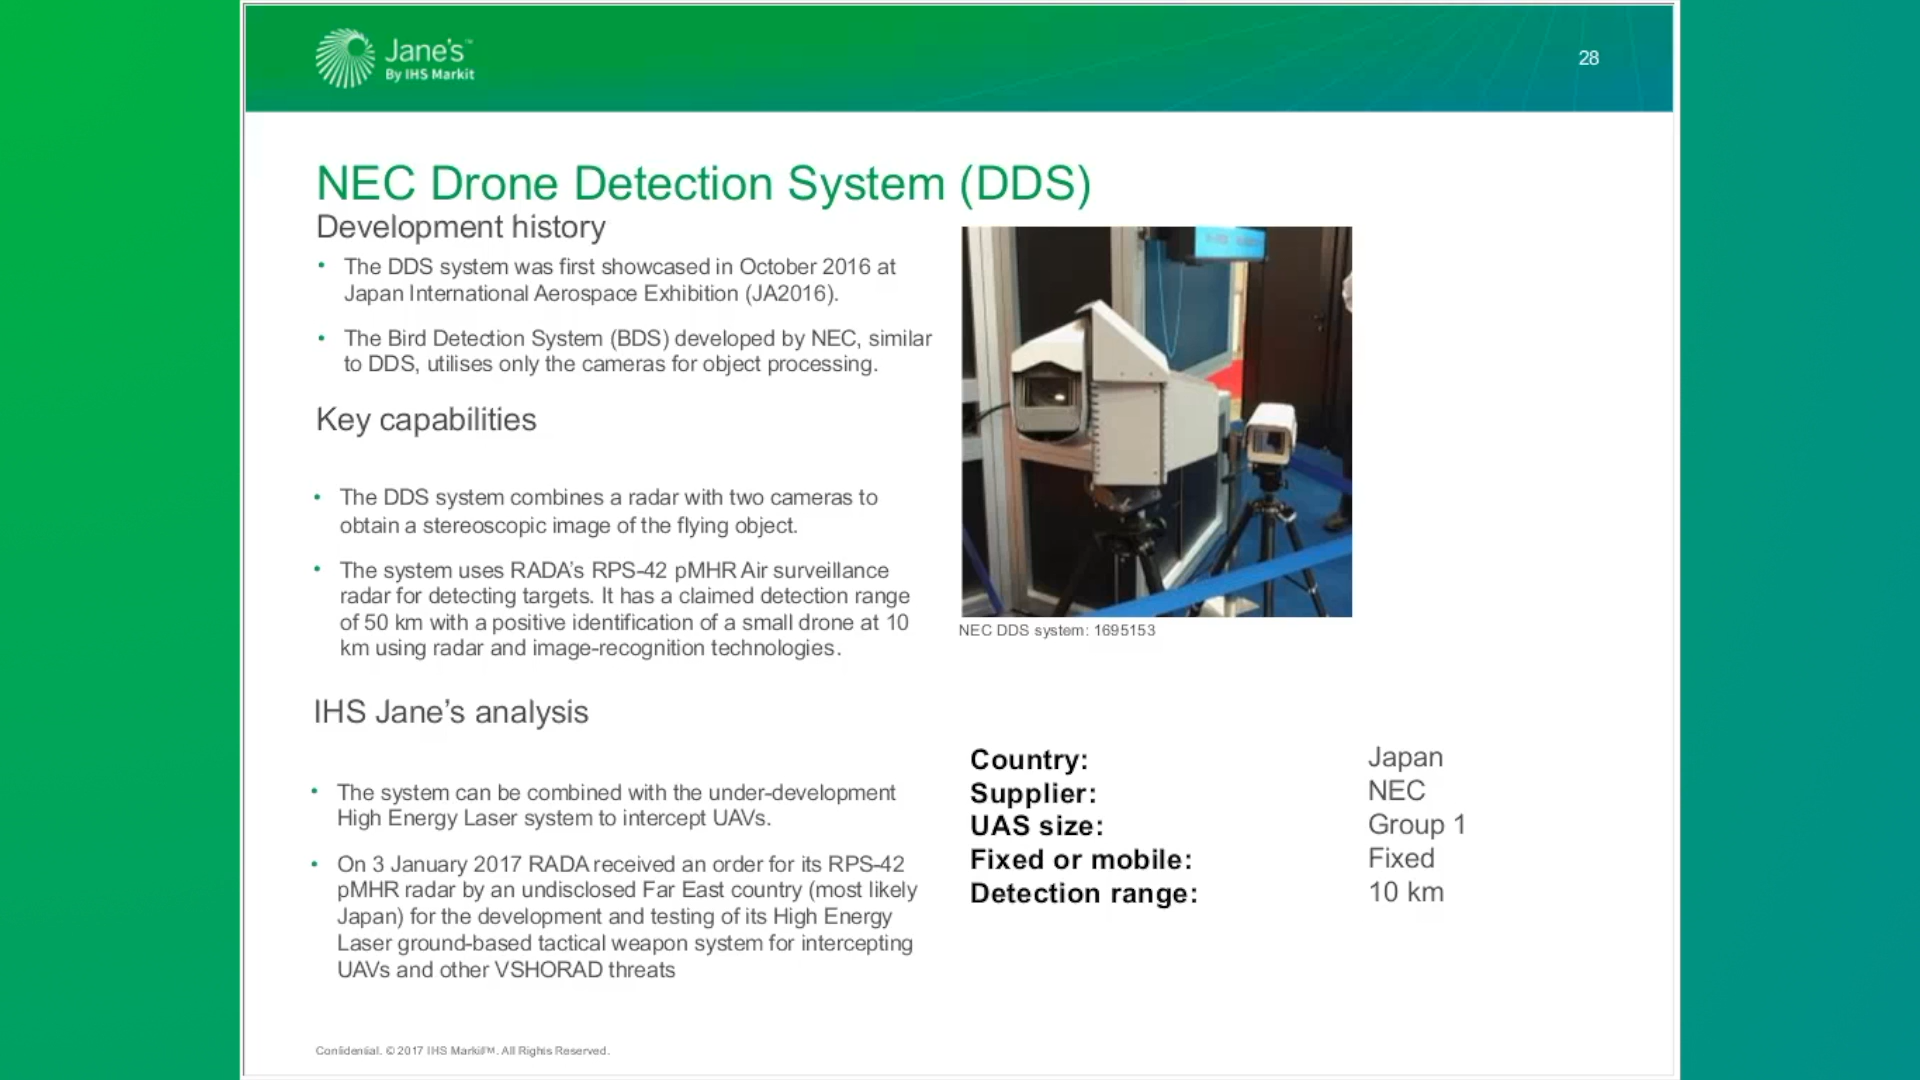 Jane's™
By IHS Markit
28
NEC Drone Detection System (DDS)
Development history
• The DDS system was first showcased in October 2016 at
Japan International Aerospace Exhibition (JA2016).
• The Bird Detection System (BDS) developed by NEC, similar
to DDS, utilises only the cameras for object processing.
Key capabilities
• The DDS system combines a radar with two cameras to
obtain a stereoscopic image of the flying object.
• The system uses RADA's RPS-42 pMHR Air surveillance
radar for detecting targets. It has a claimed detection range
of 50 km with a positive identification of a small drone at 10
km using radar and image-recognition technologies.
NEC DDS system: 1695153
IHS Jane's analysis
• The system can be combined with the under-development
High Energy Laser system to intercept UAVs.
• On 3 January 2017 RADA received an order for its RPS-42
pMHR radar by an undisclosed Far East country (most likely
Japan) for the development and testing of its High Energy
Laser ground-based tactical weapon system for intercepting
UAVs and other VSHORAD threats
Country: Japan
Supplier: NEC
UAS size: Group 1
Fixed or mobile: Fixed
Detection range: 10 km
Confidential. © 2017 IHS Markit™. All Rights Reserved.